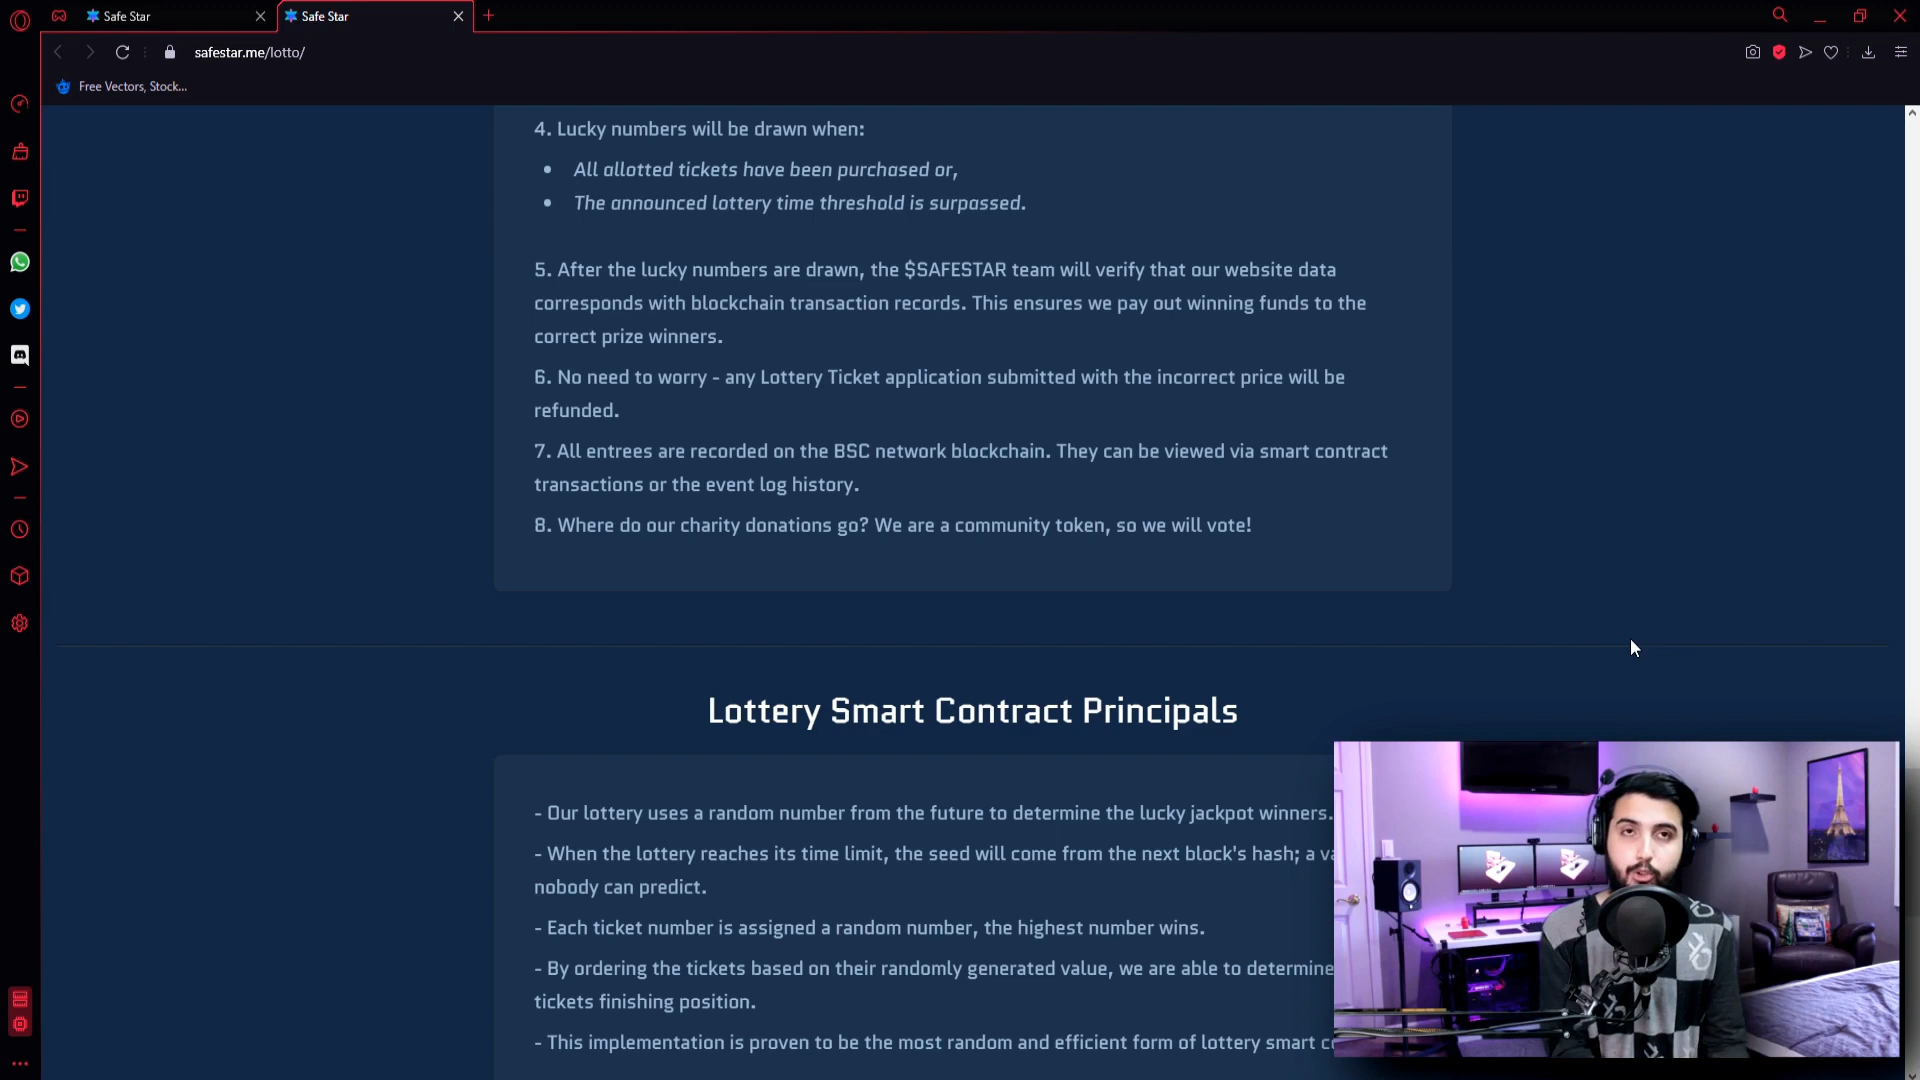 Safe Star
Safe Star
safestar.me/lotto/
Free Vectors, Stock...
4. Lucky numbers will be drawn when:
• All allotted tickets have been purchased or,
• The announced lottery time threshold is surpassed.
5. After the lucky numbers are drawn, the $SAFESTAR team will verify that our website data
corresponds with blockchain transaction records. This ensures we pay out winning funds to the
correct prize winners.
6. No need to worry - any Lottery Ticket application submitted with the incorrect price will be
refunded.
7. All entrees are recorded on the BSC network blockchain. They can be viewed via smart contract
transactions or the event log history.
8. Where do our charity donations go? We are a community token, so we will vote!
Lottery Smart Contract Principals
- Our lottery uses a random number from the future to determine the lucky jackpot winners.
- When the lottery reaches its time limit, the seed will come from the next block's hash; a
nobody can predict.
- Each ticket number is assigned a random number, the highest number wins.
- By ordering the tickets based on their randomly generated value, we are able to determine
tickets finishing position.
- This implementation is proven to be the most random and efficient form of lottery smart